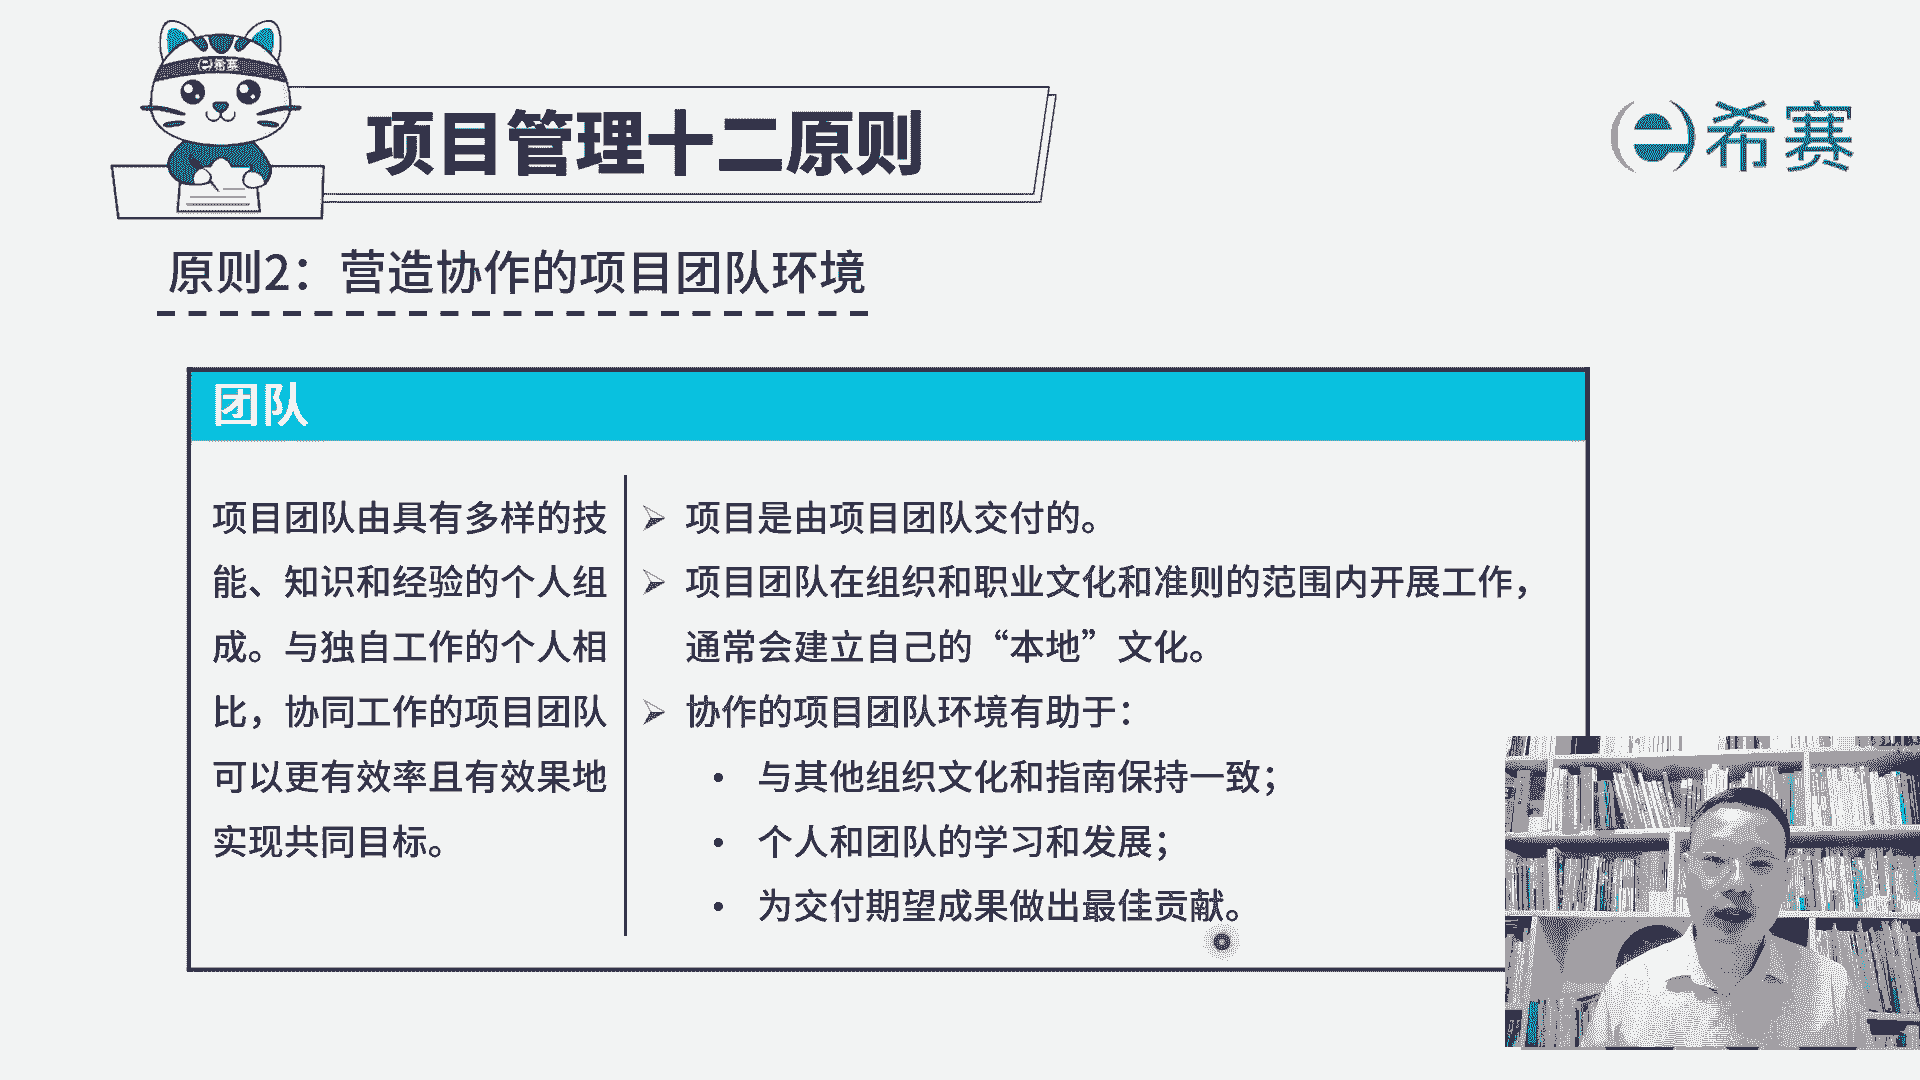 希赛
项目管理十二原则
希赛
原则2：营造协作的项目团队环境
团队
项目团队由具有多样的技
能、知识和经验的个人组
成。与独自工作的个人相
比，协同工作的项目团队
可以更有效率且有效果地
实现共同目标。
项目是由项目团队交付的。
项目团队在组织和职业文化和准则的范围内开展工作，
通常会建立自己的“本地”文化。
协作的项目团队环境有助于：
• 与其他组织文化和指南保持一致；
• 个人和团队的学习和发展；
• 为交付期望成果做出最佳贡献。